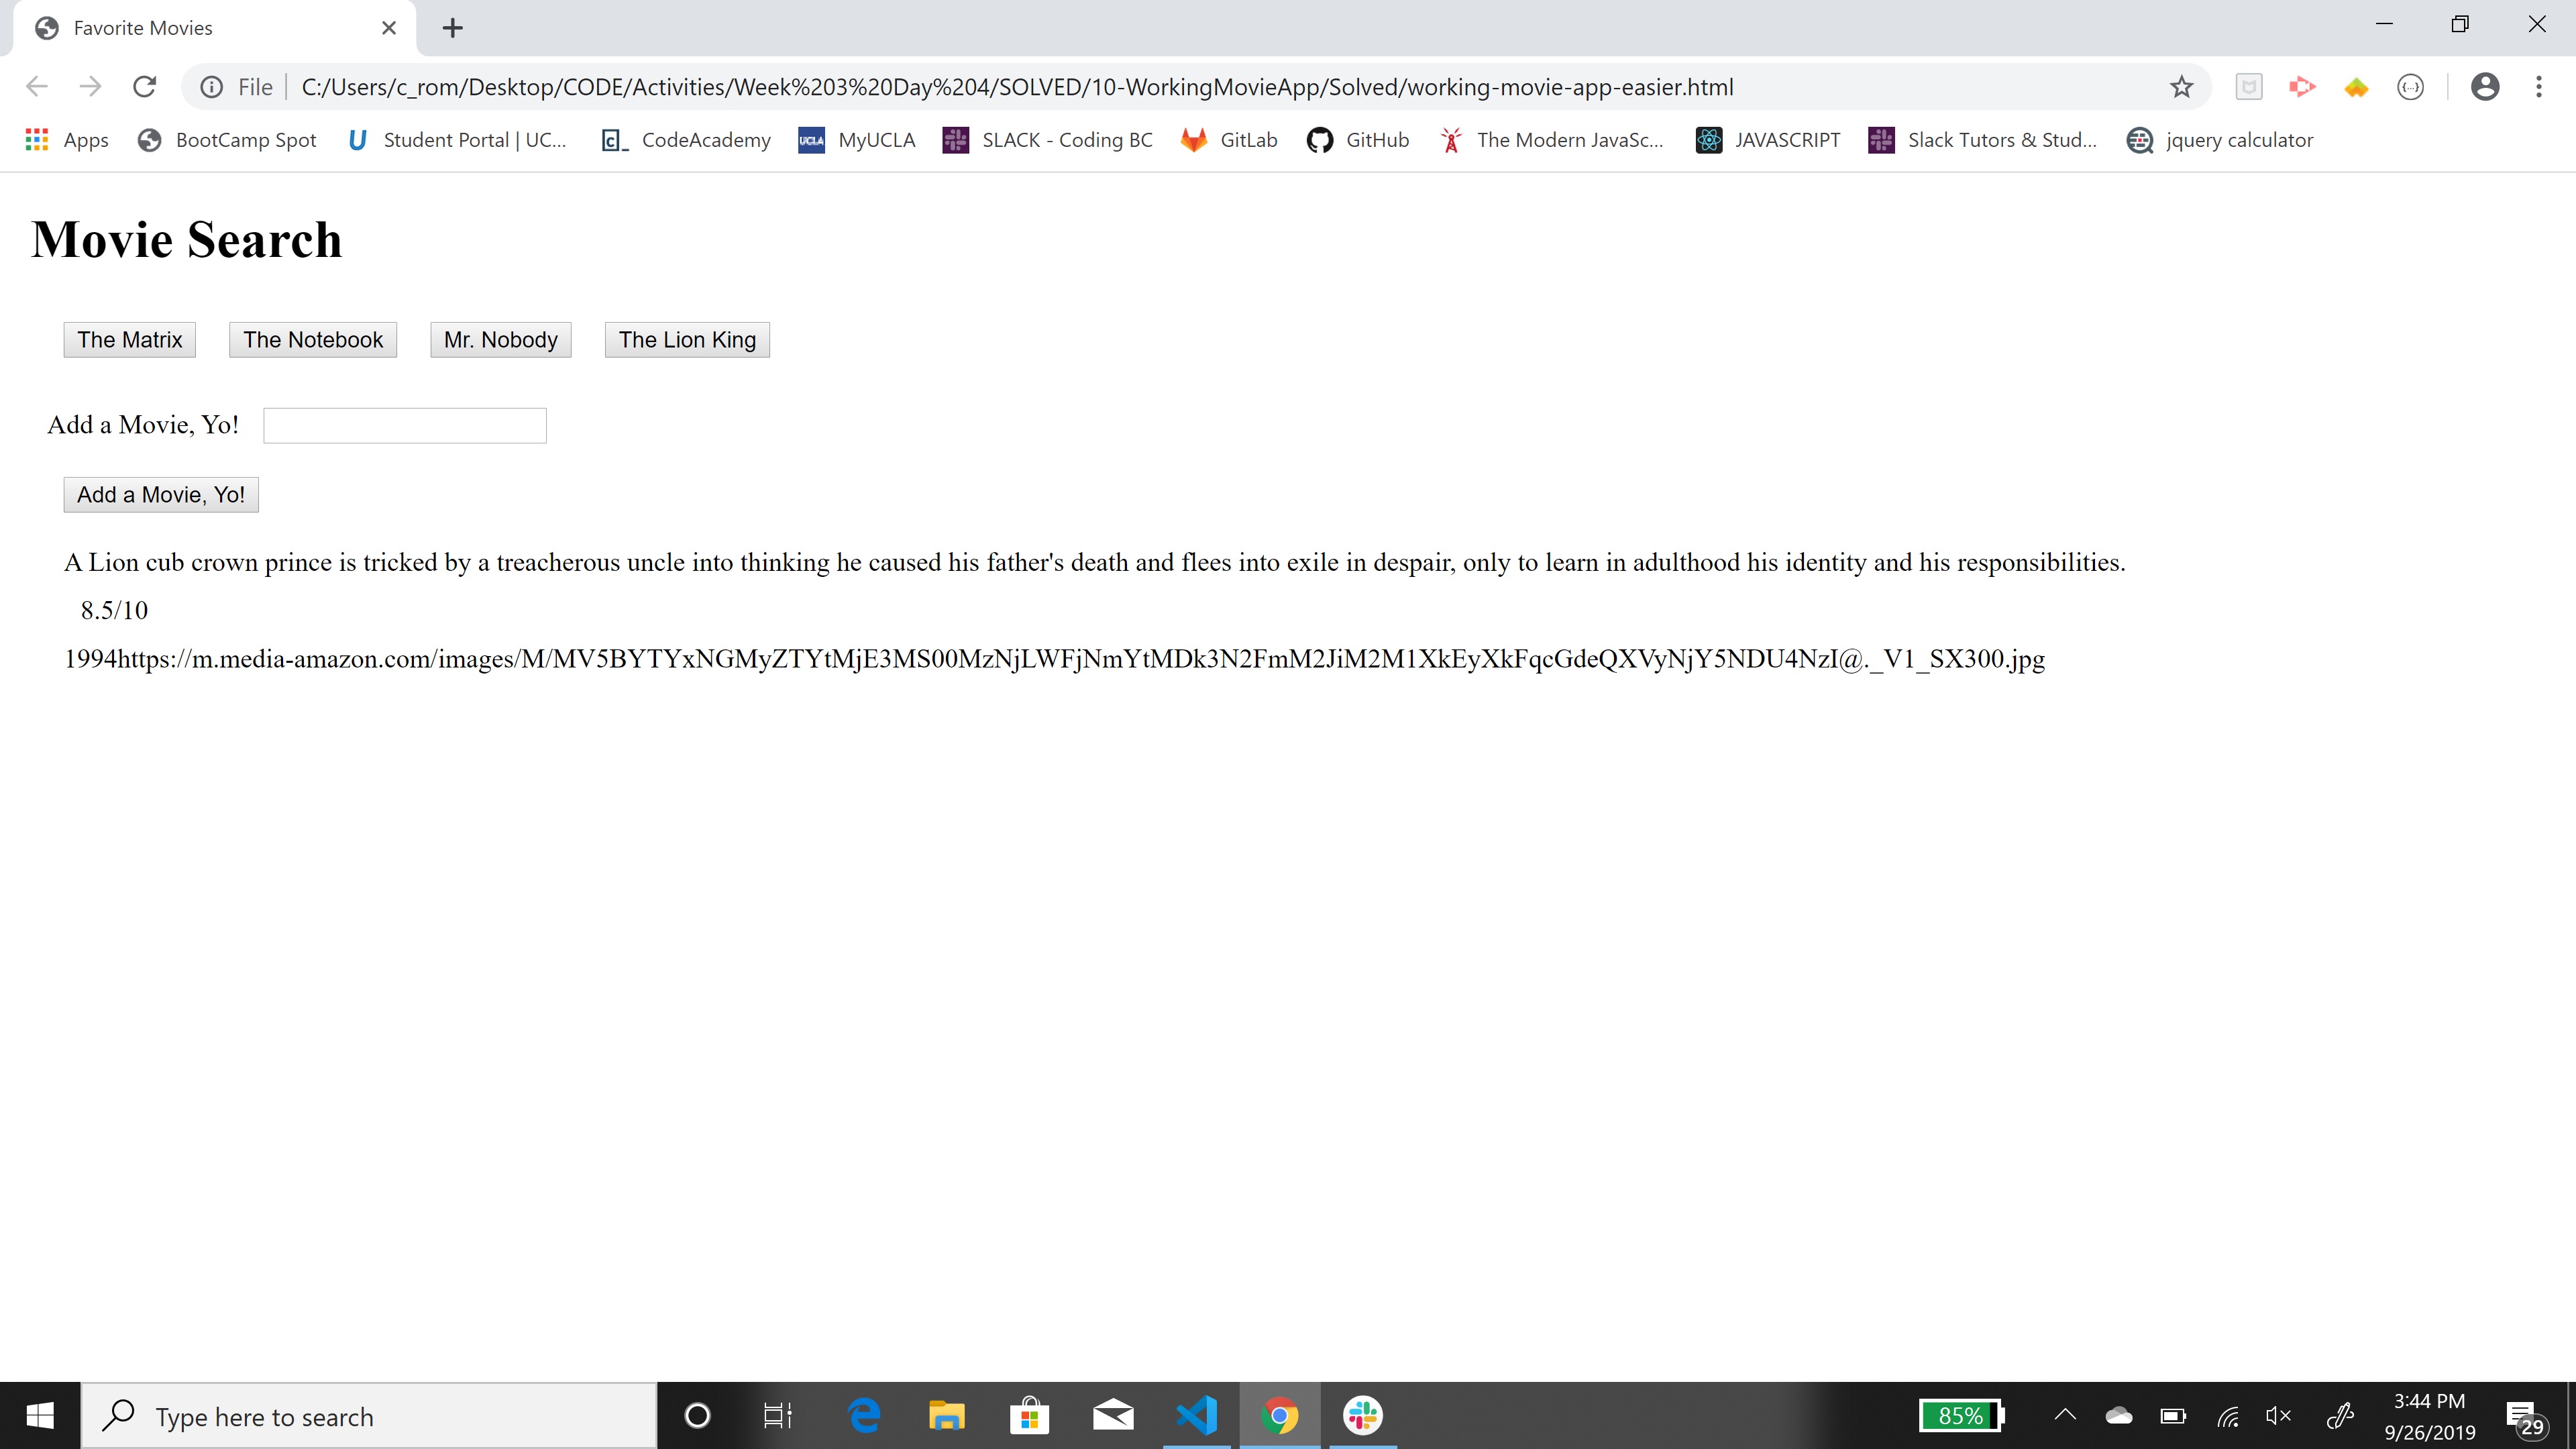 Favorite Movies
File C:/Users/c_rom/Desktop/CODE/Activities/Week%203%20Day%204/SOLVED/10-WorkingMovieApp/Solved/working-movie-app-easier.html
Apps BootCamp Spot U Student Portal | UC... c_ CodeAcademy UCLA MyUCLA SLACK - Coding BC GitLab GitHub The Modern JavaSc... JAVASCRIPT Slack Tutors & Stud... jquery calculator
Movie Search
The Matrix The Notebook Mr. Nobody The Lion King
Add a Movie, Yo!
Add a Movie, Yo!
A Lion cub crown prince is tricked by a treacherous uncle into thinking he caused his father's death and flees into exile in despair, only to learn in adulthood his identity and his responsibilities.
8.5/10
1994https://m.media-amazon.com/images/M/MV5BYTYxNGMyZTYtMjE3MS00MzNjLWFjNmYtMDk3N2FmM2JiM2M1XkEyXkFqcGdeQXVyNjY5NDU4NzI@._V1_SX300.jpg
Type here to search 85% 3:44 PM
9/26/2019 29